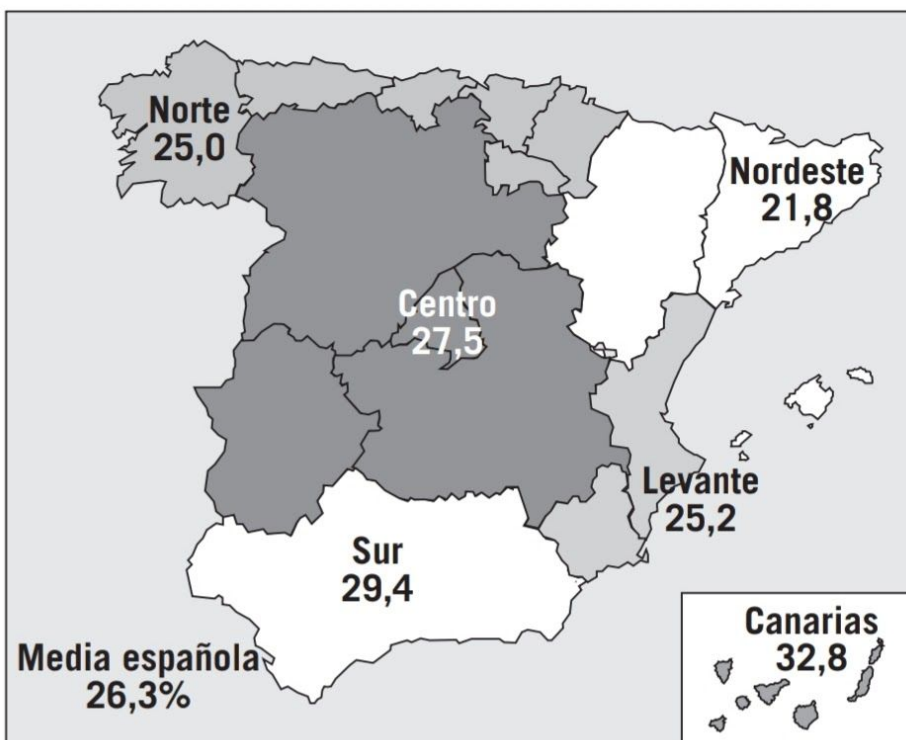 Norte
25,0
Nordeste
21,8
Centro
27,5
Levante
25,2
Sur
29,4
Canarias
32,8
Media española
26,3%